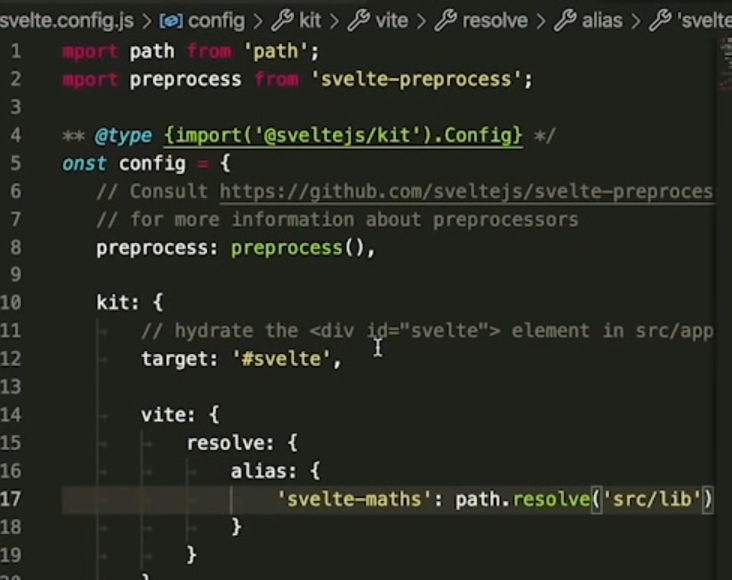 svelte.config.js > config > kit > vite > resolve > alias > 'svelte
1 mport path from 'path';
2 mport preprocess from 'svelte-preprocess';
3
4 ** @type {import('@sveltejs/kit').Config} */
5 onst config = {
6 // Consult https://github.com/sveltejs/svelte-preproces
7 // for more information about preprocessors
8 preprocess: preprocess(),
9
10 kit: {
11 // hydrate the <div id="svelte"> element in src/app
12 target: '#svelte',
13
14 vite: {
15 resolve: {
16 alias: {
17 'svelte-maths': path.resolve('src/lib')
18 }
19 }